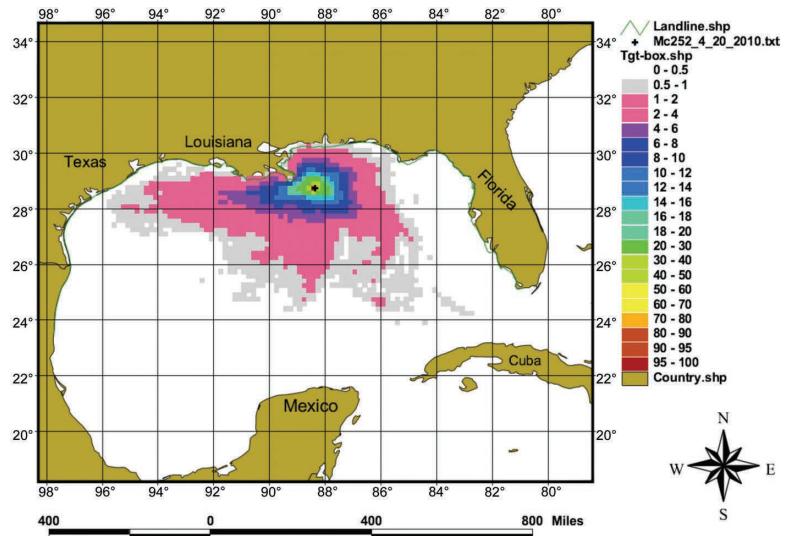 98° 96° 94° 92° 90° 88° 86° 84° 82° 80°
34° 34°
32° 32°
30° 30°
28° 28°
26° 26°
24° 24°
22° 22°
20° 20°
Louisiana
Texas
Florida
Cuba
Mexico
98° 96° 94° 92° 90° 88° 86° 84° 82° 80°
400 0 400 800 Miles
Landline.shp
Mc252_4_20_2010.txt
Tgt-box.shp
0 - 0.5
0.5 - 1
1 - 2
2 - 4
4 - 6
6 - 8
8 - 10
10 - 12
12 - 14
14 - 16
16 - 18
18 - 20
20 - 30
30 - 40
40 - 50
50 - 60
60 - 70
70 - 80
80 - 90
90 - 95
95 - 100
Country.shp
N
W E
S